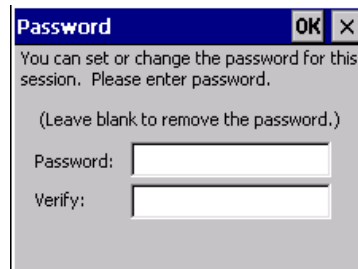 Password OK ×
You can set or change the password for this
session. Please enter password.
(Leave blank to remove the password.)
Password:
Verify: